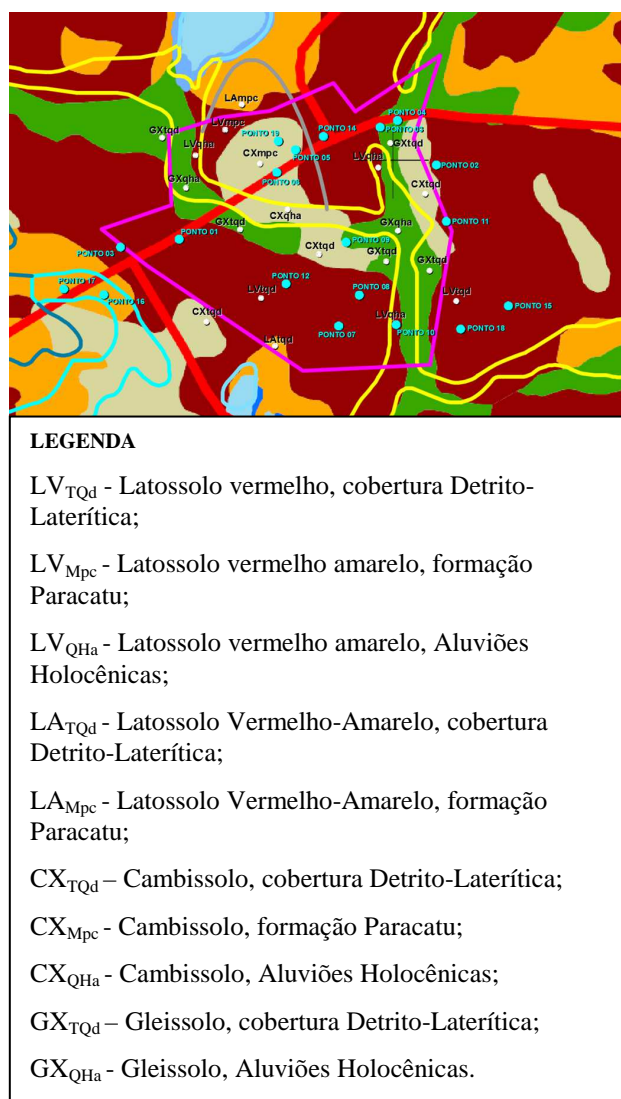 LAmpc
PONTO 04
LVmpc
PONTO 19
PONTO 14
PONTO 03
GXtqd
GXtqd
LVqha
CXmpc
PONTO 05
LVqha
PONTO 02
PONTO 06
GXqha
CXtqd
CXqha
PONTO 11
GXtqd
GXqha
PONTO 01
PONTO 03
PONTO 09
CXtqd
GXtqd
GXtqd
PONTO 17
PONTO 12
PONTO 16
LVtqd
PONTO 08
LVtqd
PONTO 15
CXtqd
LVqha
PONTO 07
PONTO 10
PONTO 18
LAtqd
LEGENDA
LVTQd - Latossolo vermelho, cobertura Detrito-
Laterítica;
LVMpc - Latossolo vermelho amarelo, formação
Paracatu;
LVQHa - Latossolo vermelho amarelo, Aluviões
Holocênicas;
LATQd - Latossolo Vermelho-Amarelo, cobertura
Detrito-Laterítica;
LAMpc - Latossolo Vermelho-Amarelo, formação
Paracatu;
CXTQd – Cambissolo, cobertura Detrito-Laterítica;
CXMpc - Cambissolo, formação Paracatu;
CXQHa - Cambissolo, Aluviões Holocênicas;
GXTQd – Gleissolo, cobertura Detrito-Laterítica;
GXQHa - Gleissolo, Aluviões Holocênicas.